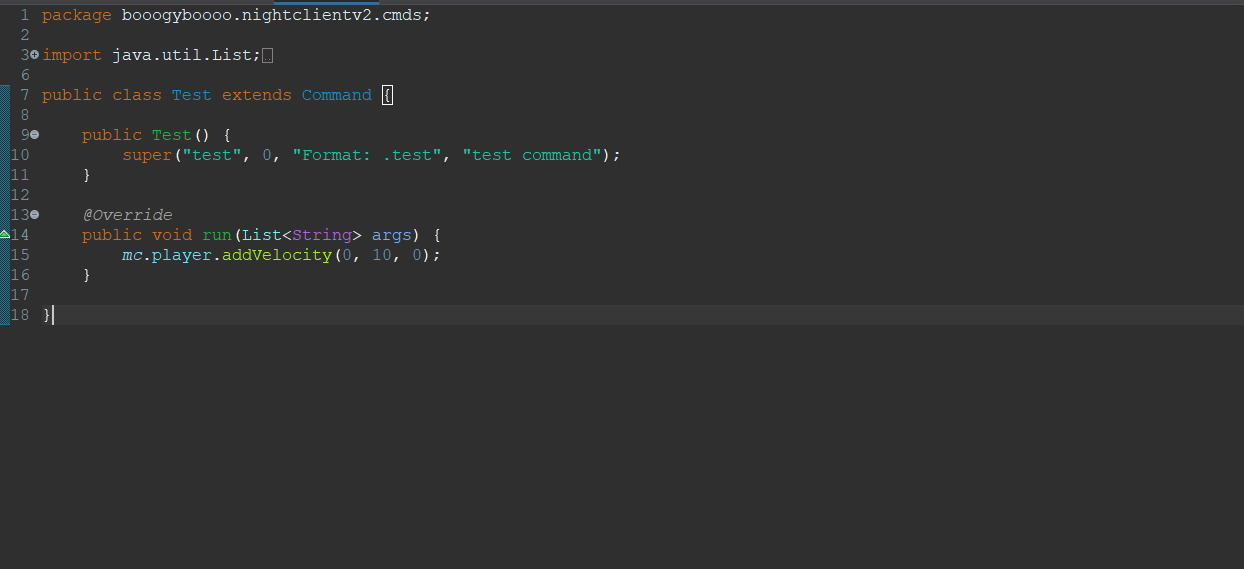 1 package booogyboooo.nightclientv2.cmds;
2
3 import java.util.List;
6
7 public class Test extends Command {
8
9     public Test() {
10         super("test", 0, "Format: .test", "test command");
11     }
12
13     @Override
14     public void run(List<String> args) {
15         mc.player.addVelocity(0, 10, 0);
16     }
17
18 }